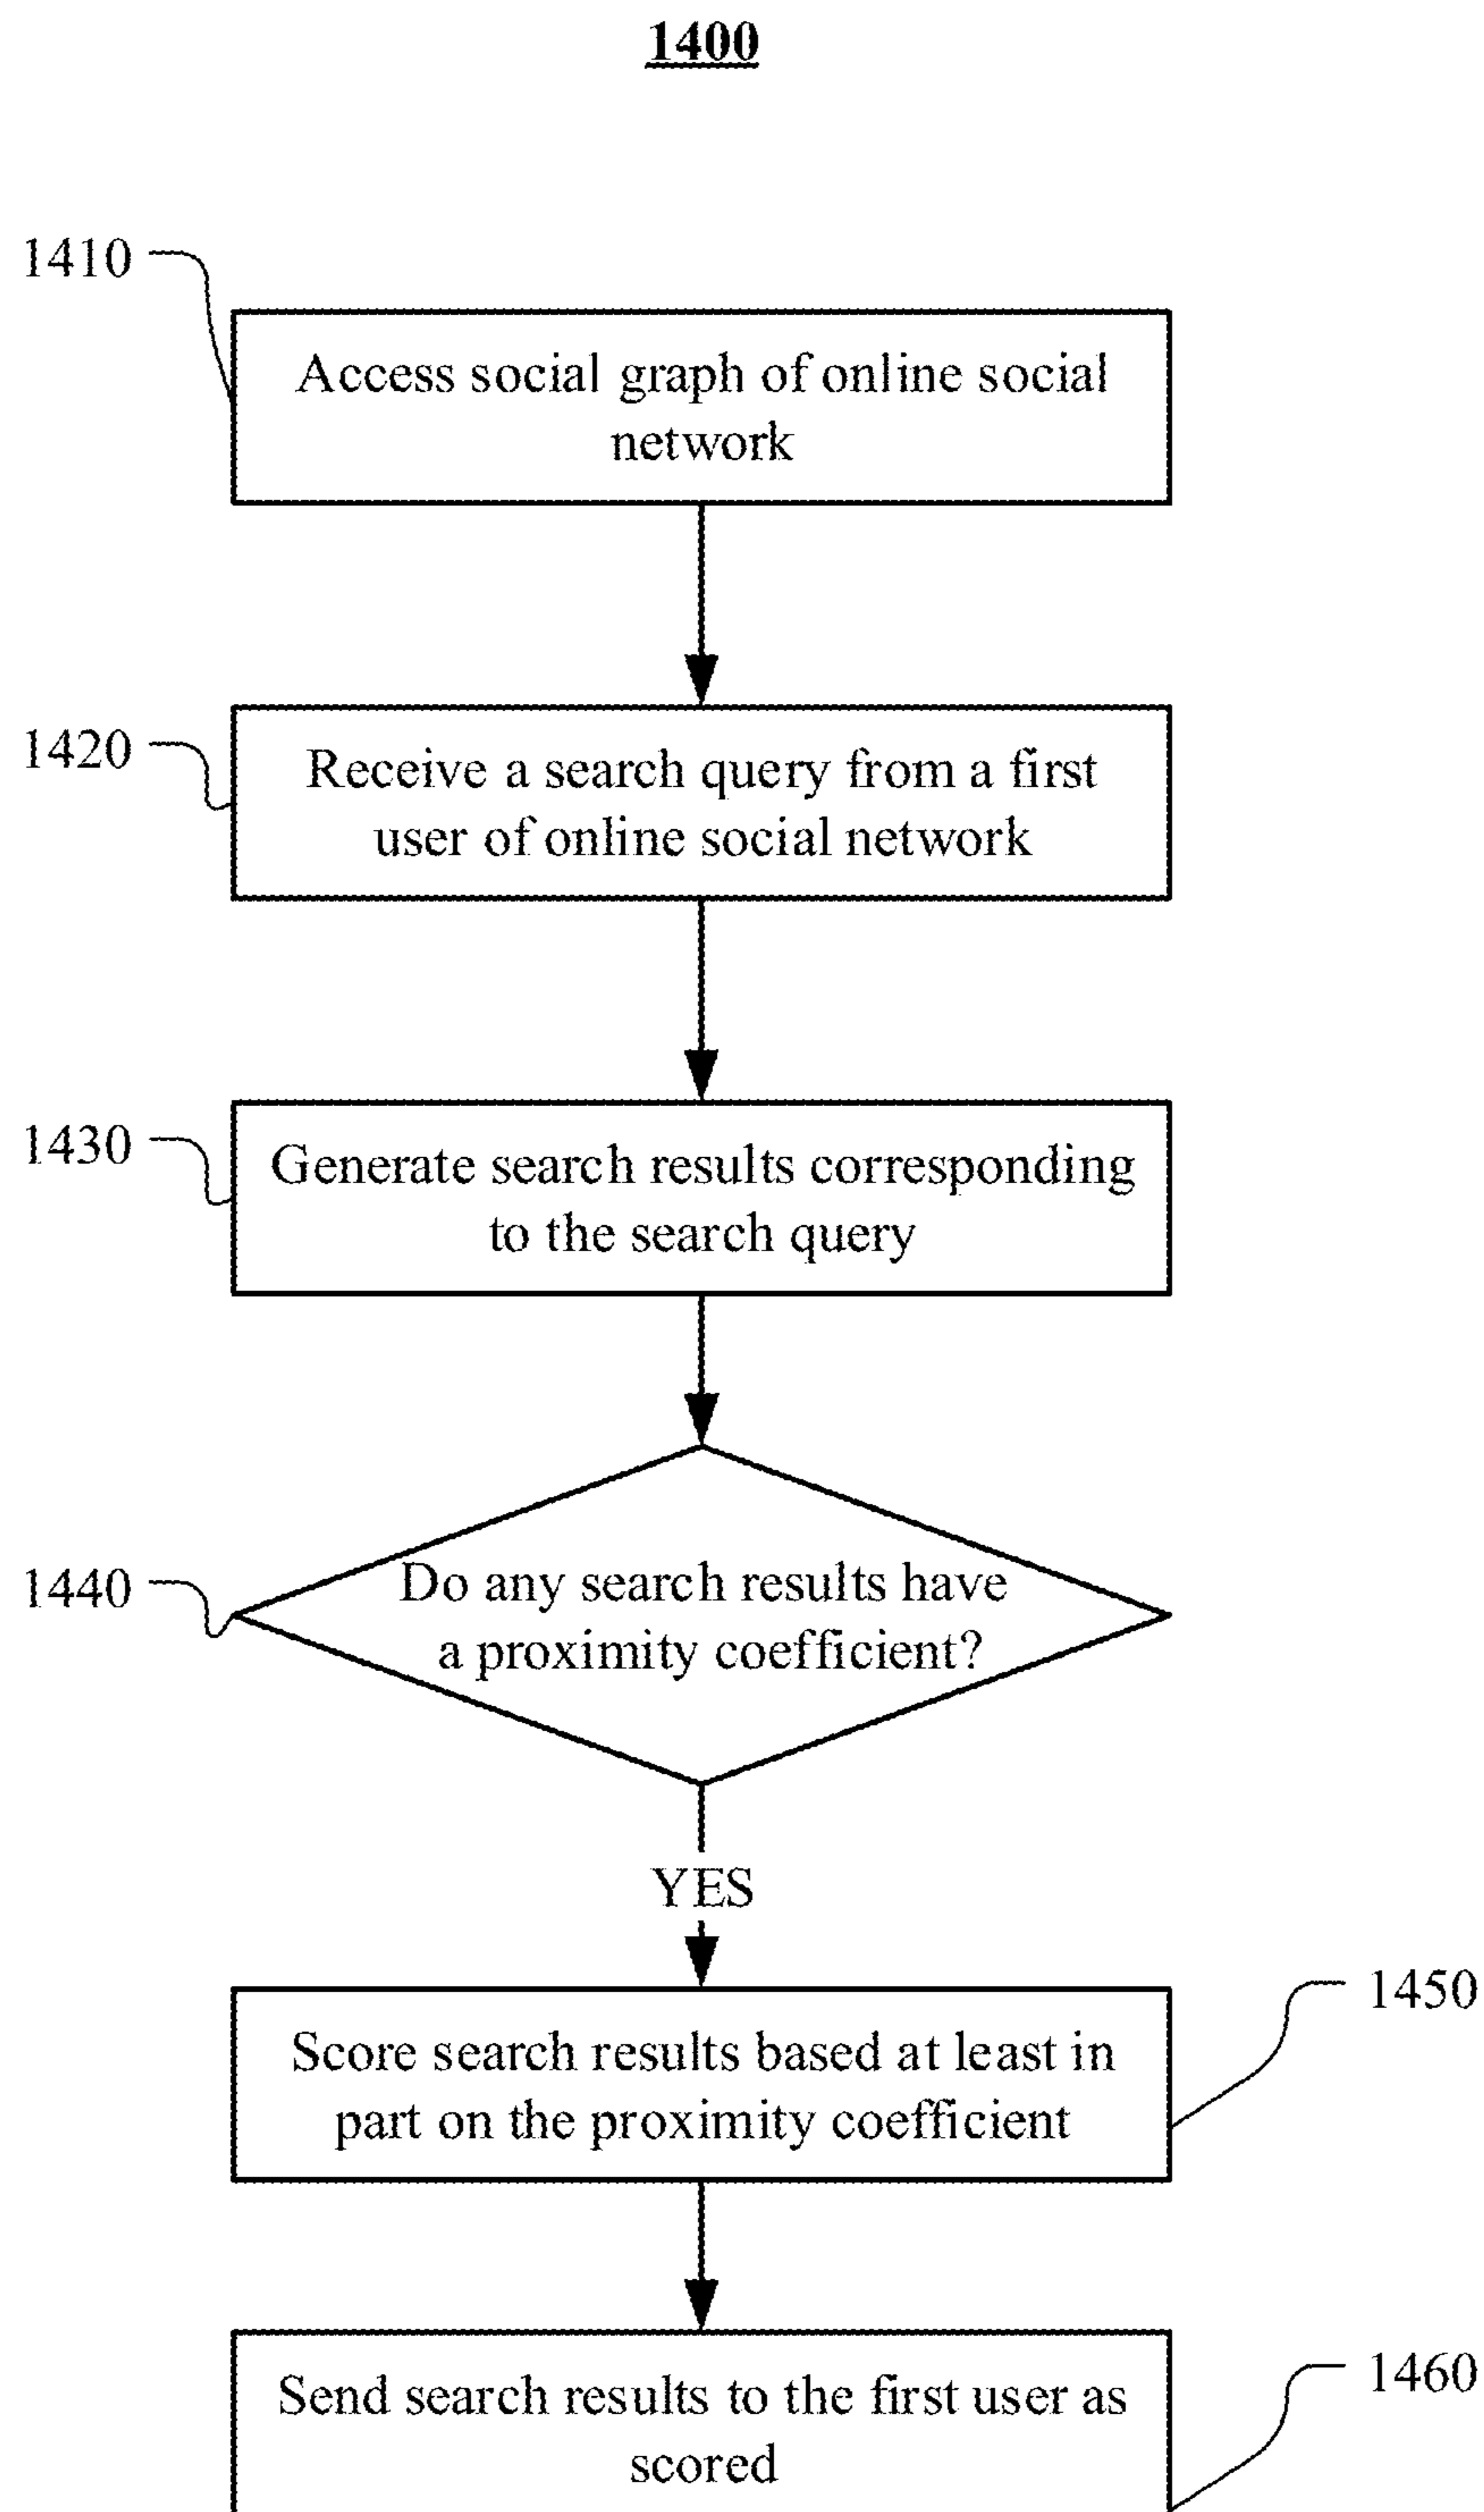 1400
1410
Access social graph of online social
network
1420
Receive a search query from a first
user of online social network
1430
Generate search results corresponding
to the search query
1440
Do any search results have
a proximity coefficient?
YES
1450
Score search results based at least in
part on the proximity coefficient
1460
Send search results to the first user as
scored